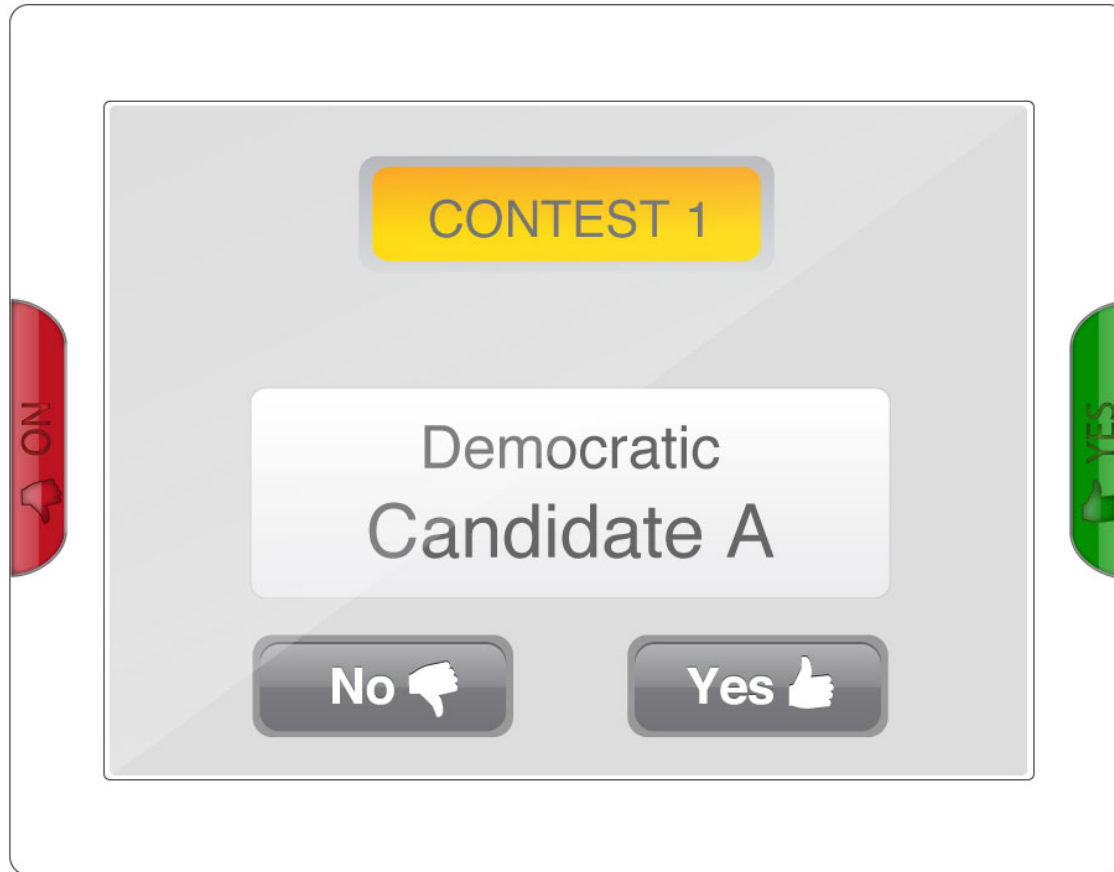 CONTEST 1
NO
YES
Democratic
Candidate A
No
Yes